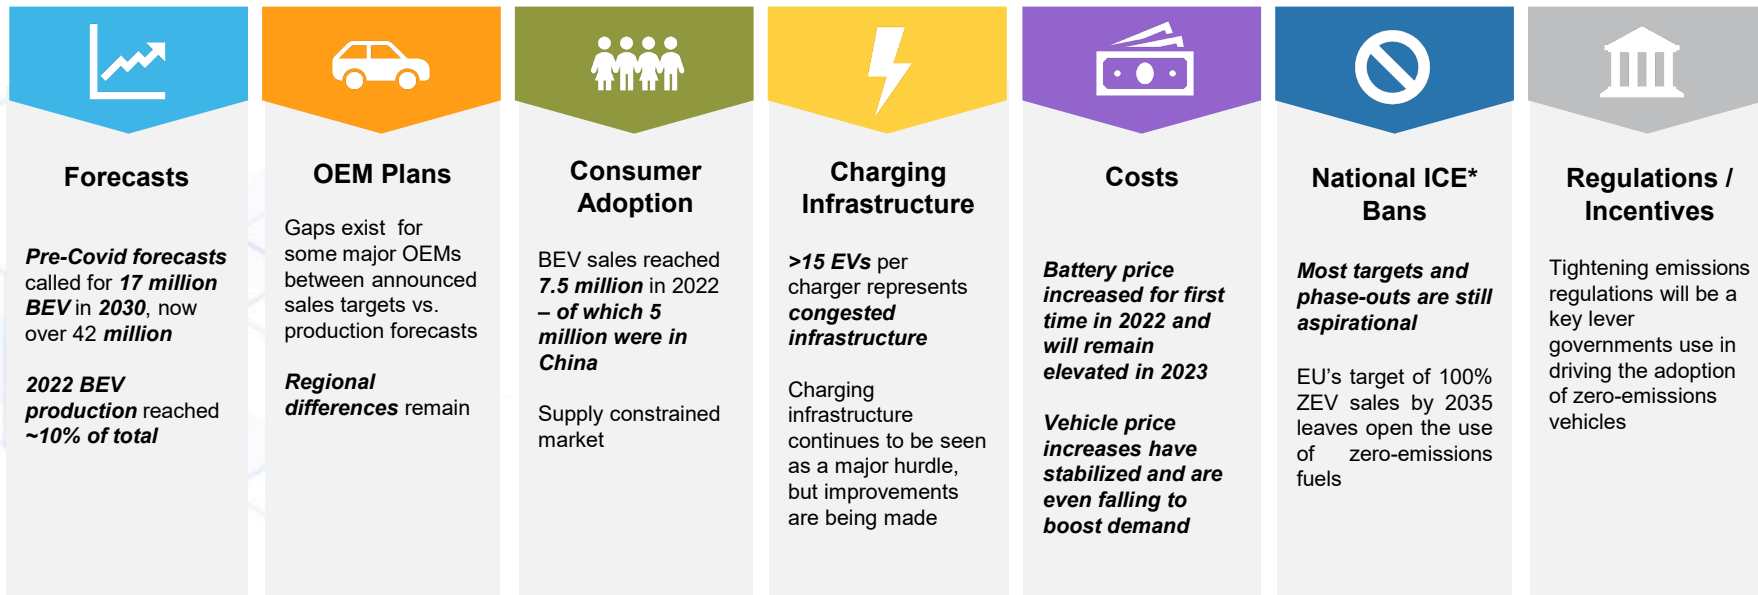 Forecasts
Pre-Covid forecasts
called for 17 million
BEV in 2030, now
over 42 million
2022 BEV
production reached
~10% of total
OEM Plans
Gaps exist for
some major OEMs
between announced
sales targets vs.
production forecasts
Regional
differences remain
Consumer
Adoption
BEV sales reached
7.5 million in 2022
– of which 5
million were in
China
Supply constrained
market
Charging
Infrastructure
>15 EVs per
charger represents
congested
infrastructure
Charging
infrastructure
continues to be seen
as a major hurdle,
but improvements
are being made
Costs
Battery price
increased for first
time in 2022 and
will remain
elevated in 2023
Vehicle price
increases have
stabilized and are
even falling to
boost demand
National ICE*
Bans
Most targets and
phase-outs are still
aspirational
EU's target of 100%
ZEV sales by 2035
leaves open the use
of zero-emissions
fuels
Regulations /
Incentives
Tightening emissions
regulations will be a
key lever
governments use in
driving the adoption
of zero-emissions
vehicles